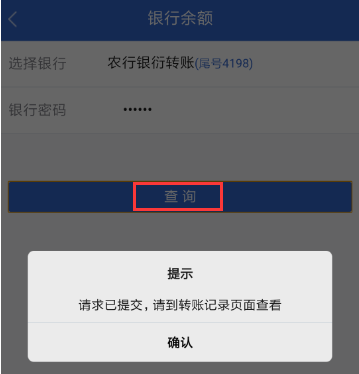 银行余额
选择银行 农行银衍转账(尾号4198)
银行密码 ••••••
查 询
提示
请求已提交，请到转账记录页面查看
确认